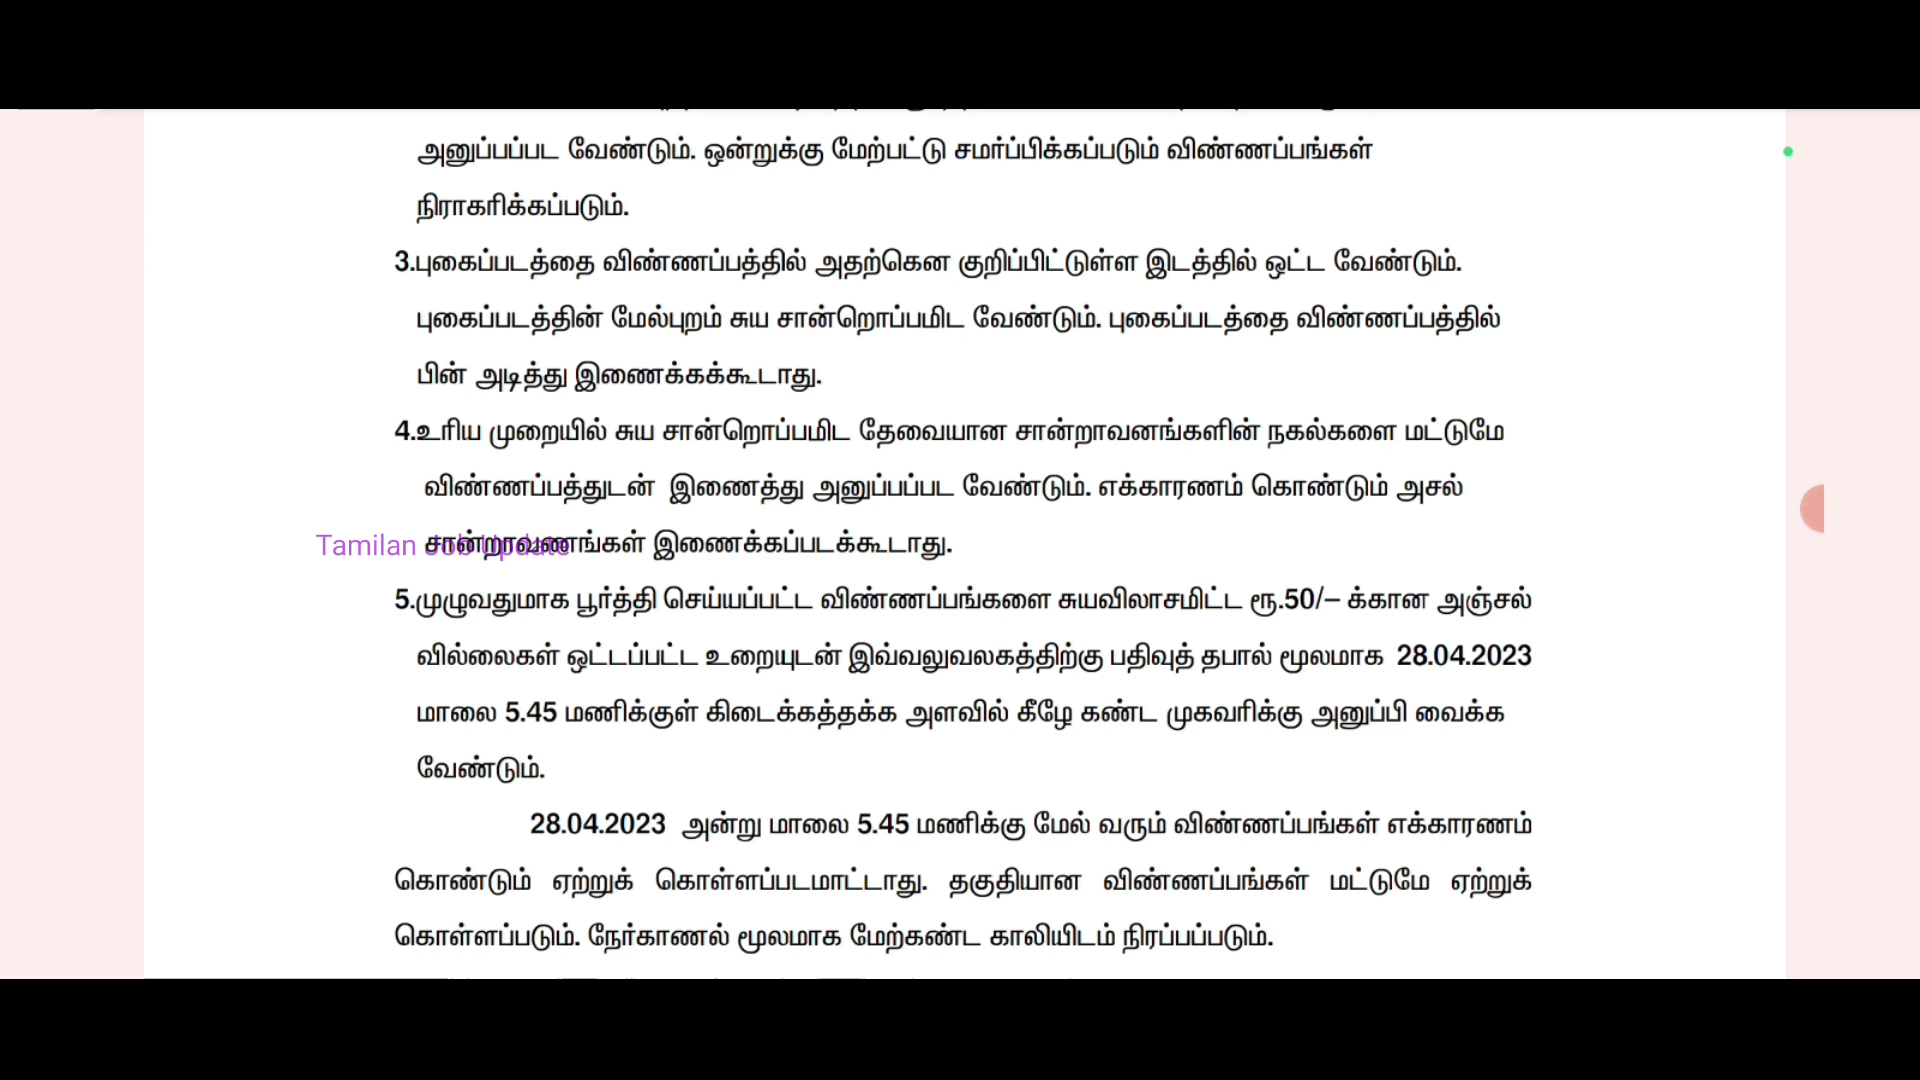 அனுப்பப்பட வேண்டும். ஒன்றுக்கு மேற்பட்டு சமர்ப்பிக்கப்படும் விண்ணப்பங்கள்
நிராகரிக்கப்படும்.
3.புகைப்படத்தை விண்ணப்பத்தில் அதற்கென குறிப்பிட்டுள்ள இடத்தில் ஒட்ட வேண்டும்.
புகைப்படத்தின் மேல்புறம் சுய சான்றொப்பமிட வேண்டும். புகைப்படத்தை விண்ணப்பத்தில்
பின் அடித்து இணைக்கக்கூடாது.
4.உரிய முறையில் சுய சான்றொப்பமிட தேவையான சான்றாவனங்களின் நகல்களை மட்டுமே
விண்ணப்பத்துடன் இணைத்து அனுப்பப்பட வேண்டும். எக்காரணம் கொண்டும் அசல்
சான்றாவணங்கள் இணைக்கப்படக்கூடாது.
Tamilan Job Update
5.முழுவதுமாக பூர்த்தி செய்யப்பட்ட விண்ணப்பங்களை சுயவிலாசமிட்ட ரூ.50/– க்கான அஞ்சல்
வில்லைகள் ஒட்டப்பட்ட உறையுடன் இவ்வலுவலகத்திற்கு பதிவுத் தபால் மூலமாக 28.04.2023
மாலை 5.45 மணிக்குள் கிடைக்கத்தக்க அளவில் கீழே கண்ட முகவரிக்கு அனுப்பி வைக்க
வேண்டும்.
28.04.2023 அன்று மாலை 5.45 மணிக்கு மேல் வரும் விண்ணப்பங்கள் எக்காரணம்
கொண்டும் ஏற்றுக் கொள்ளப்படமாட்டாது. தகுதியான விண்ணப்பங்கள் மட்டுமே ஏற்றுக்
கொள்ளப்படும். நேர்காணல் மூலமாக மேற்கண்ட காலியிடம் நிரப்பப்படும்.